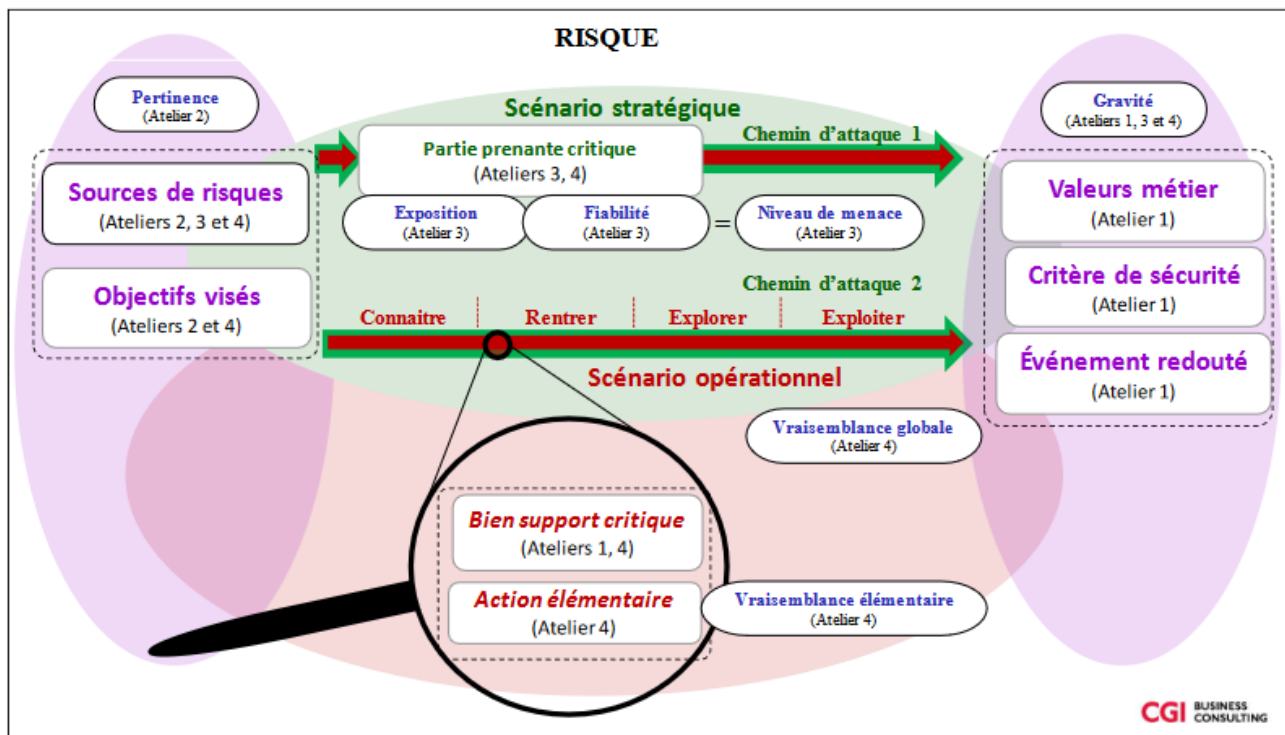 RISQUE
Pertinence
(Atelier 2)
Scénario stratégique
Gravité
(Ateliers 1, 3 et 4)
Sources de risques
(Ateliers 2, 3 et 4)
Partie prenante critique
(Ateliers 3, 4)
Chemin d'attaque 1
Valeurs métier
(Atelier 1)
Exposition
(Atelier 3)
Fiabilité
(Atelier 3)
=
Niveau de menace
(Atelier 3)
Objectifs visés
(Ateliers 2 et 4)
Chemin d'attaque 2
Critère de sécurité
(Atelier 1)
Connaitre
Rentrer
Explorer
Exploiter
Scénario opérationnel
Événement redouté
(Atelier 1)
Vraisemblance globale
(Atelier 4)
Bien support critique
(Ateliers 1, 4)
Action élémentaire
(Atelier 4)
Vraisemblance élémentaire
(Atelier 4)
CGI BUSINESS
CONSULTING